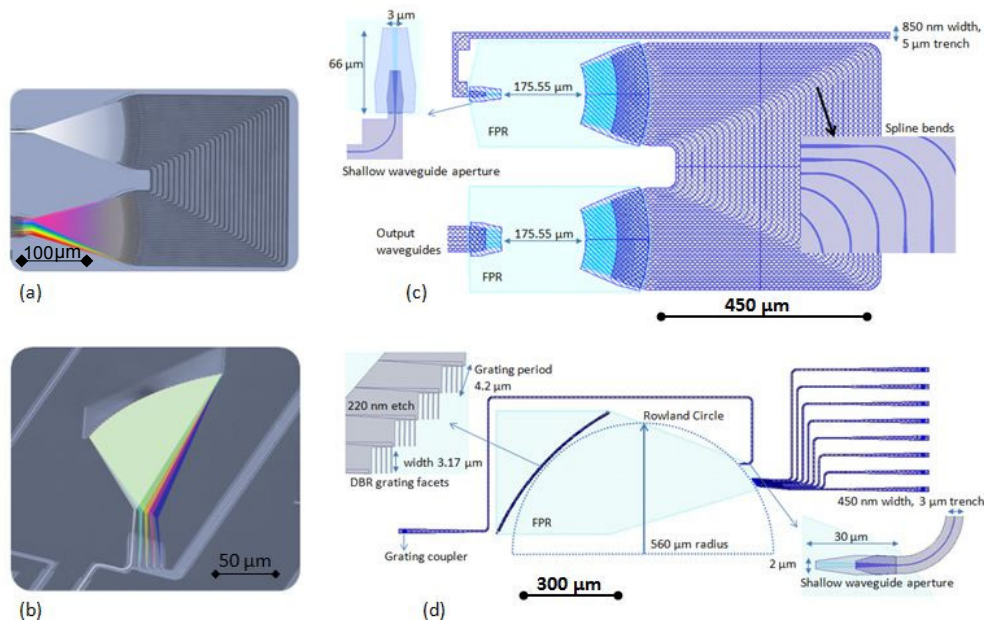 100µm
(a)
50 µm
(b)
3 µm
66 µm
Shallow waveguide aperture
175.55 µm
FPR
850 nm width,
5 µm trench
Spline bends
Output
waveguides
175.55 µm
FPR
450 µm
(c)
Grating period
4.2 µm
220 nm etch
width 3.17 µm
DBR grating facets
Rowland Circle
FPR
560 µm radius
Grating coupler
300 µm
450 nm width, 3 µm trench
30 µm
2 µm
Shallow waveguide aperture
(d)